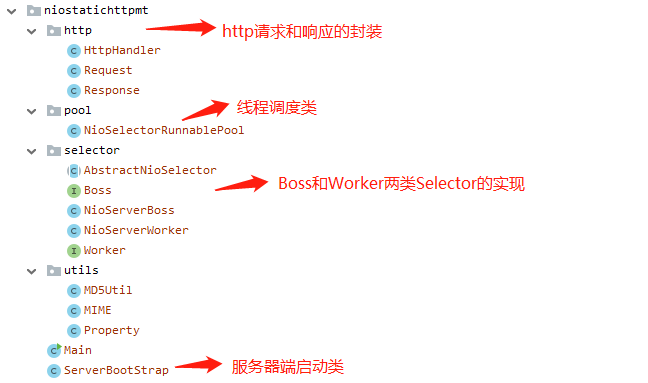 niostatichttpmt
http
http请求和响应的封装
C HttpHandler
C Request
C Response
pool
线程调度类
C NioSelectorRunnablePool
selector
C AbstractNioSelector
I Boss
Boss和Worker两类Selector的实现
C NioServerBoss
C NioServerWorker
I Worker
utils
C MD5Util
C MIME
C Property
C Main
C ServerBootStrap
服务器端启动类